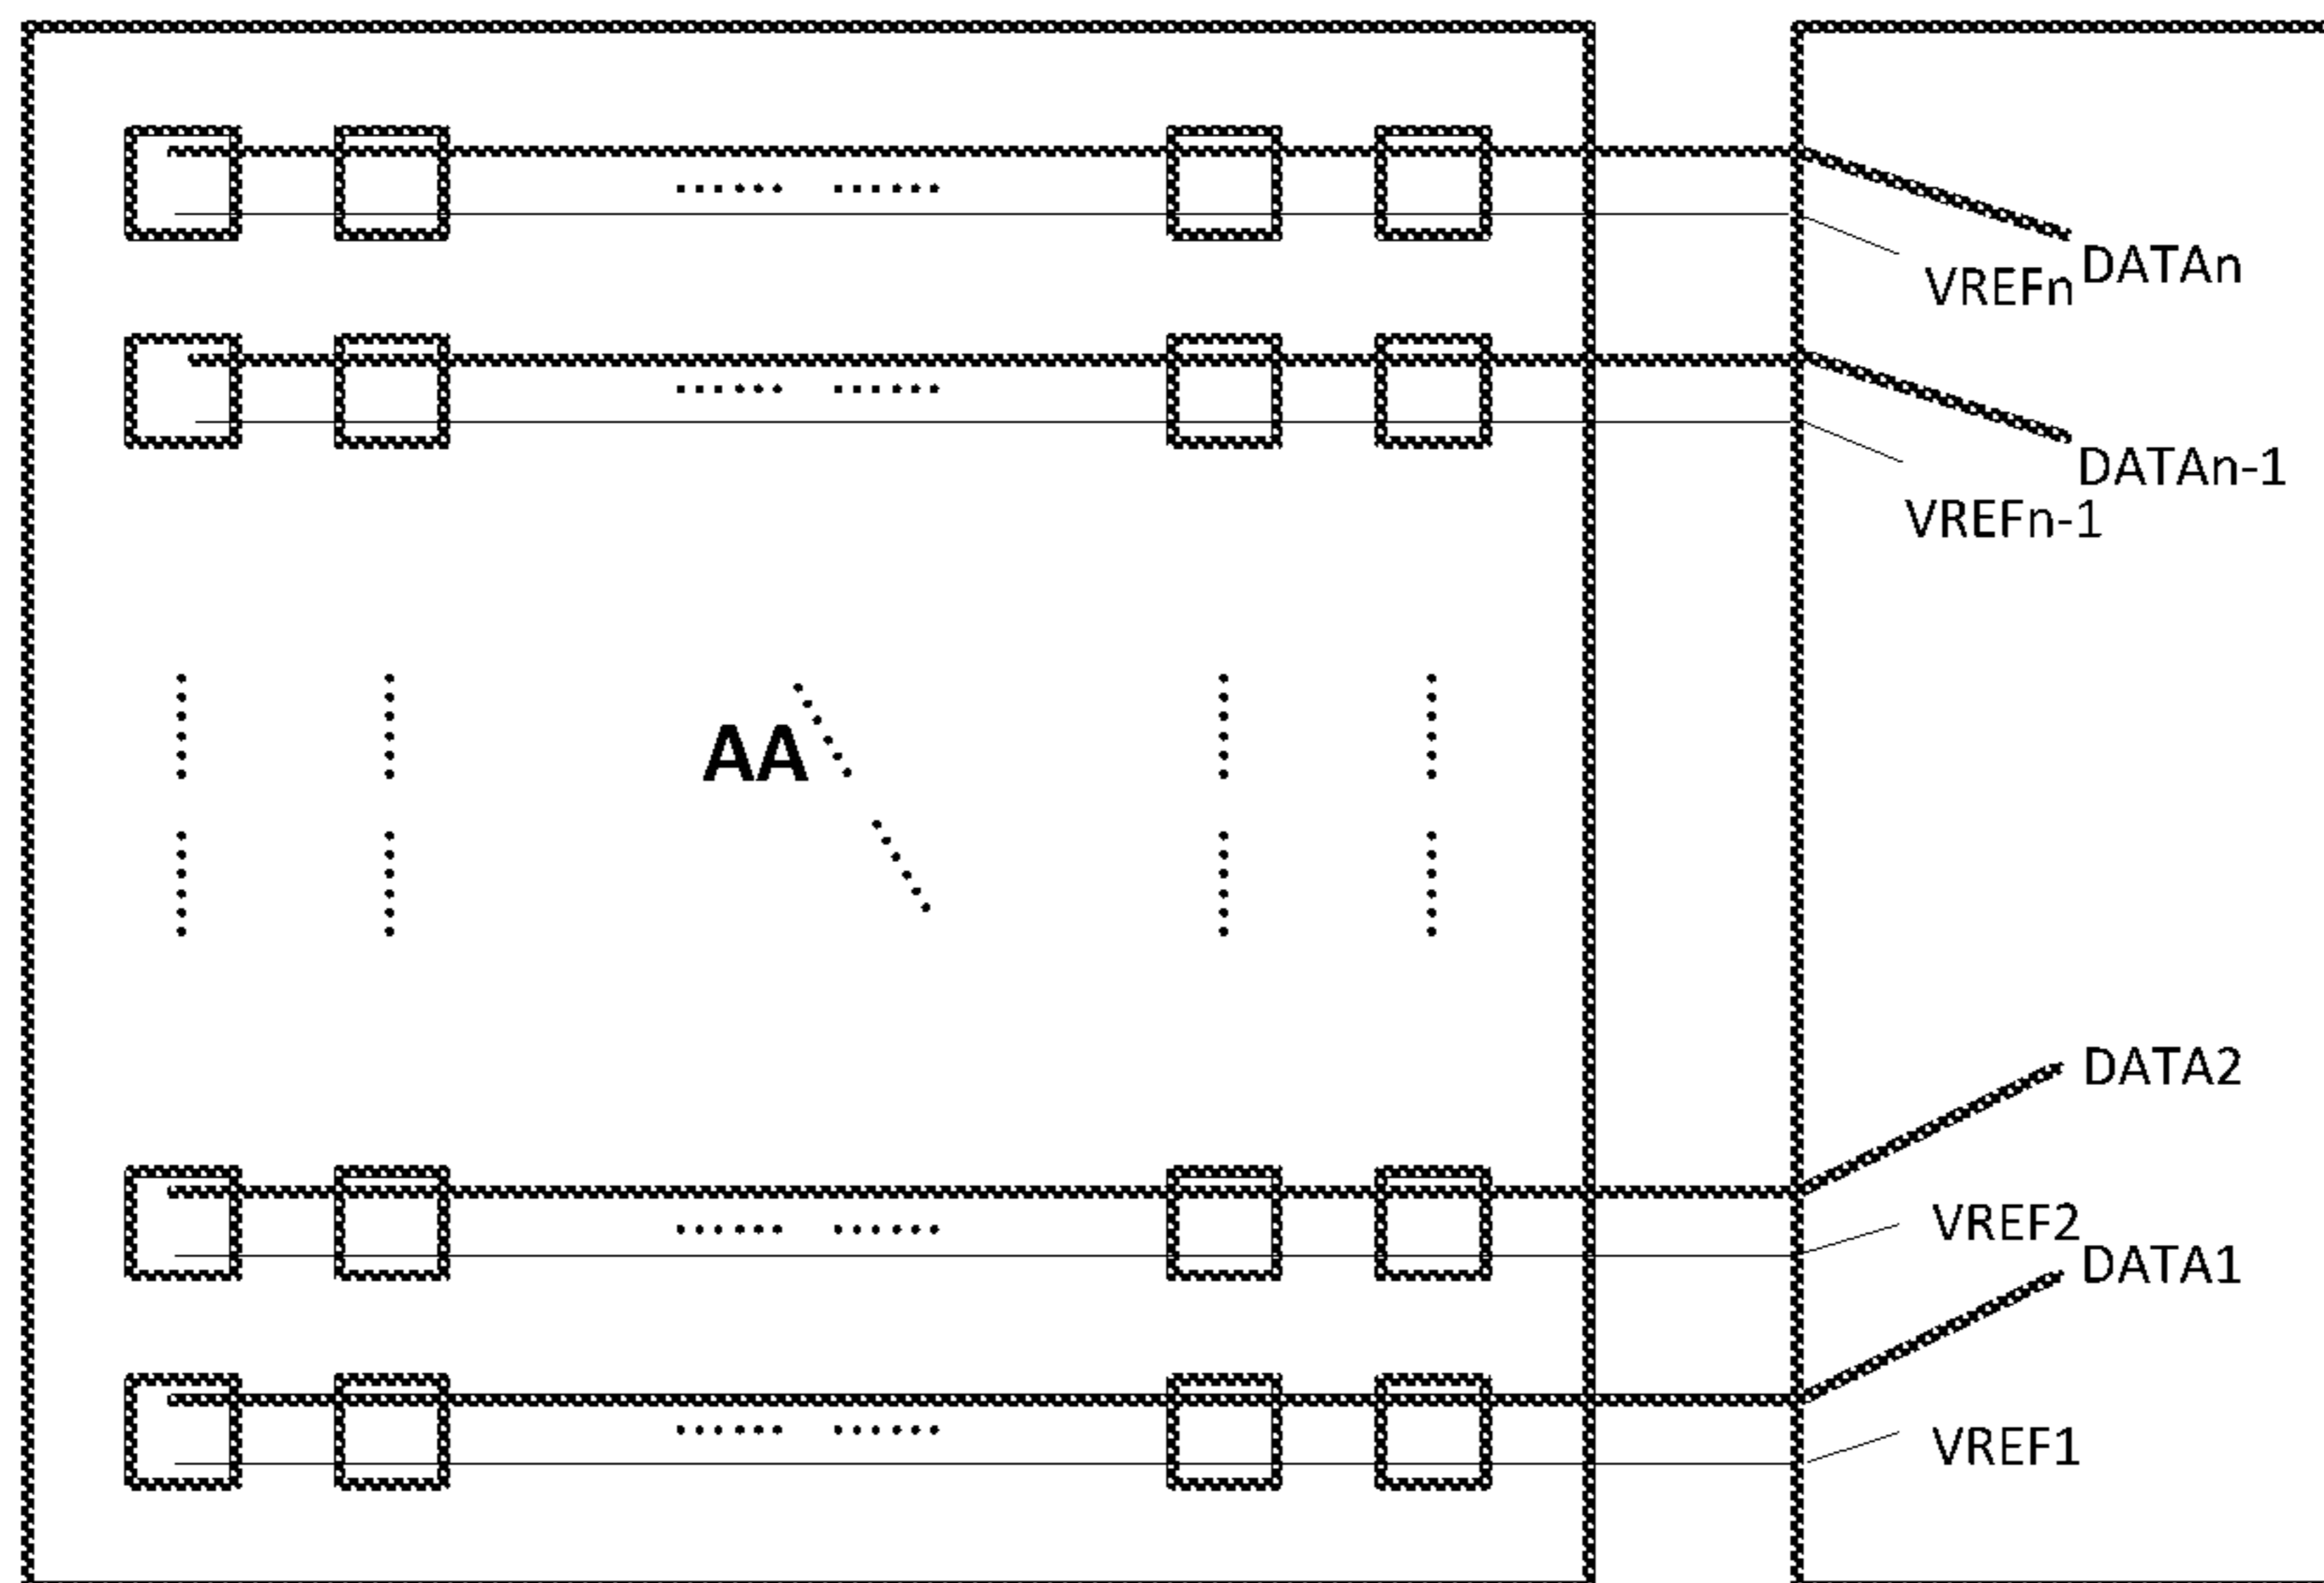 DATAn
VREFn
DATAn-1
VREFn-1
AA
DATA2
VREF2
DATA1
VREF1